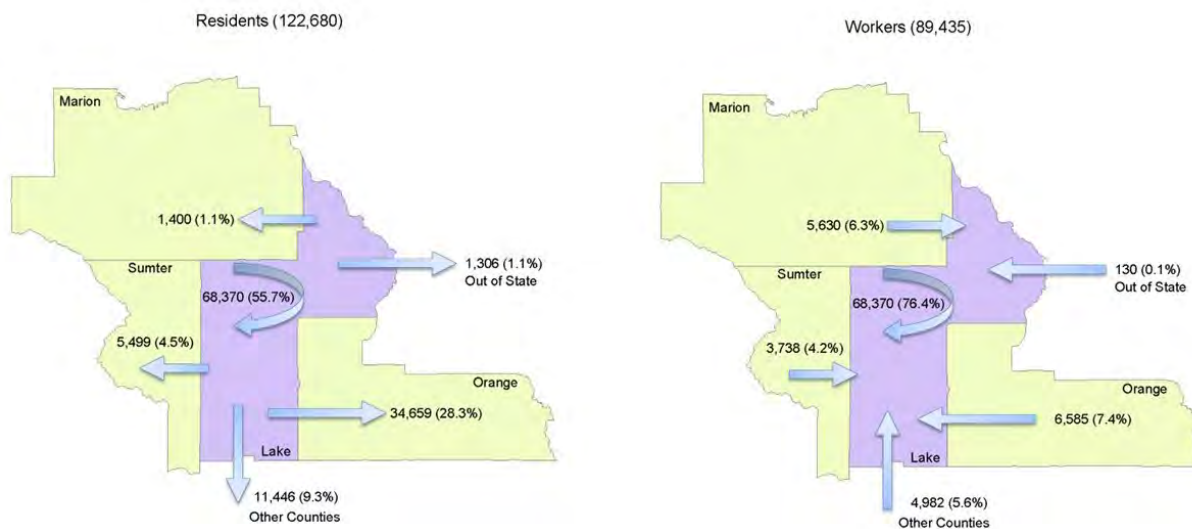 Residents (122,680)
Marion
1,400 (1.1%)
1,306 (1.1%)
Out of State
Sumter
68,370 (55.7%)
5,499 (4.5%)
Orange
34,659 (28.3%)
Lake
11,446 (9.3%)
Other Counties
Workers (89,435)
Marion
5,630 (6.3%)
130 (0.1%)
Out of State
Sumter
68,370 (76.4%)
3,738 (4.2%)
Orange
6,585 (7.4%)
Lake
4,982 (5.6%)
Other Counties